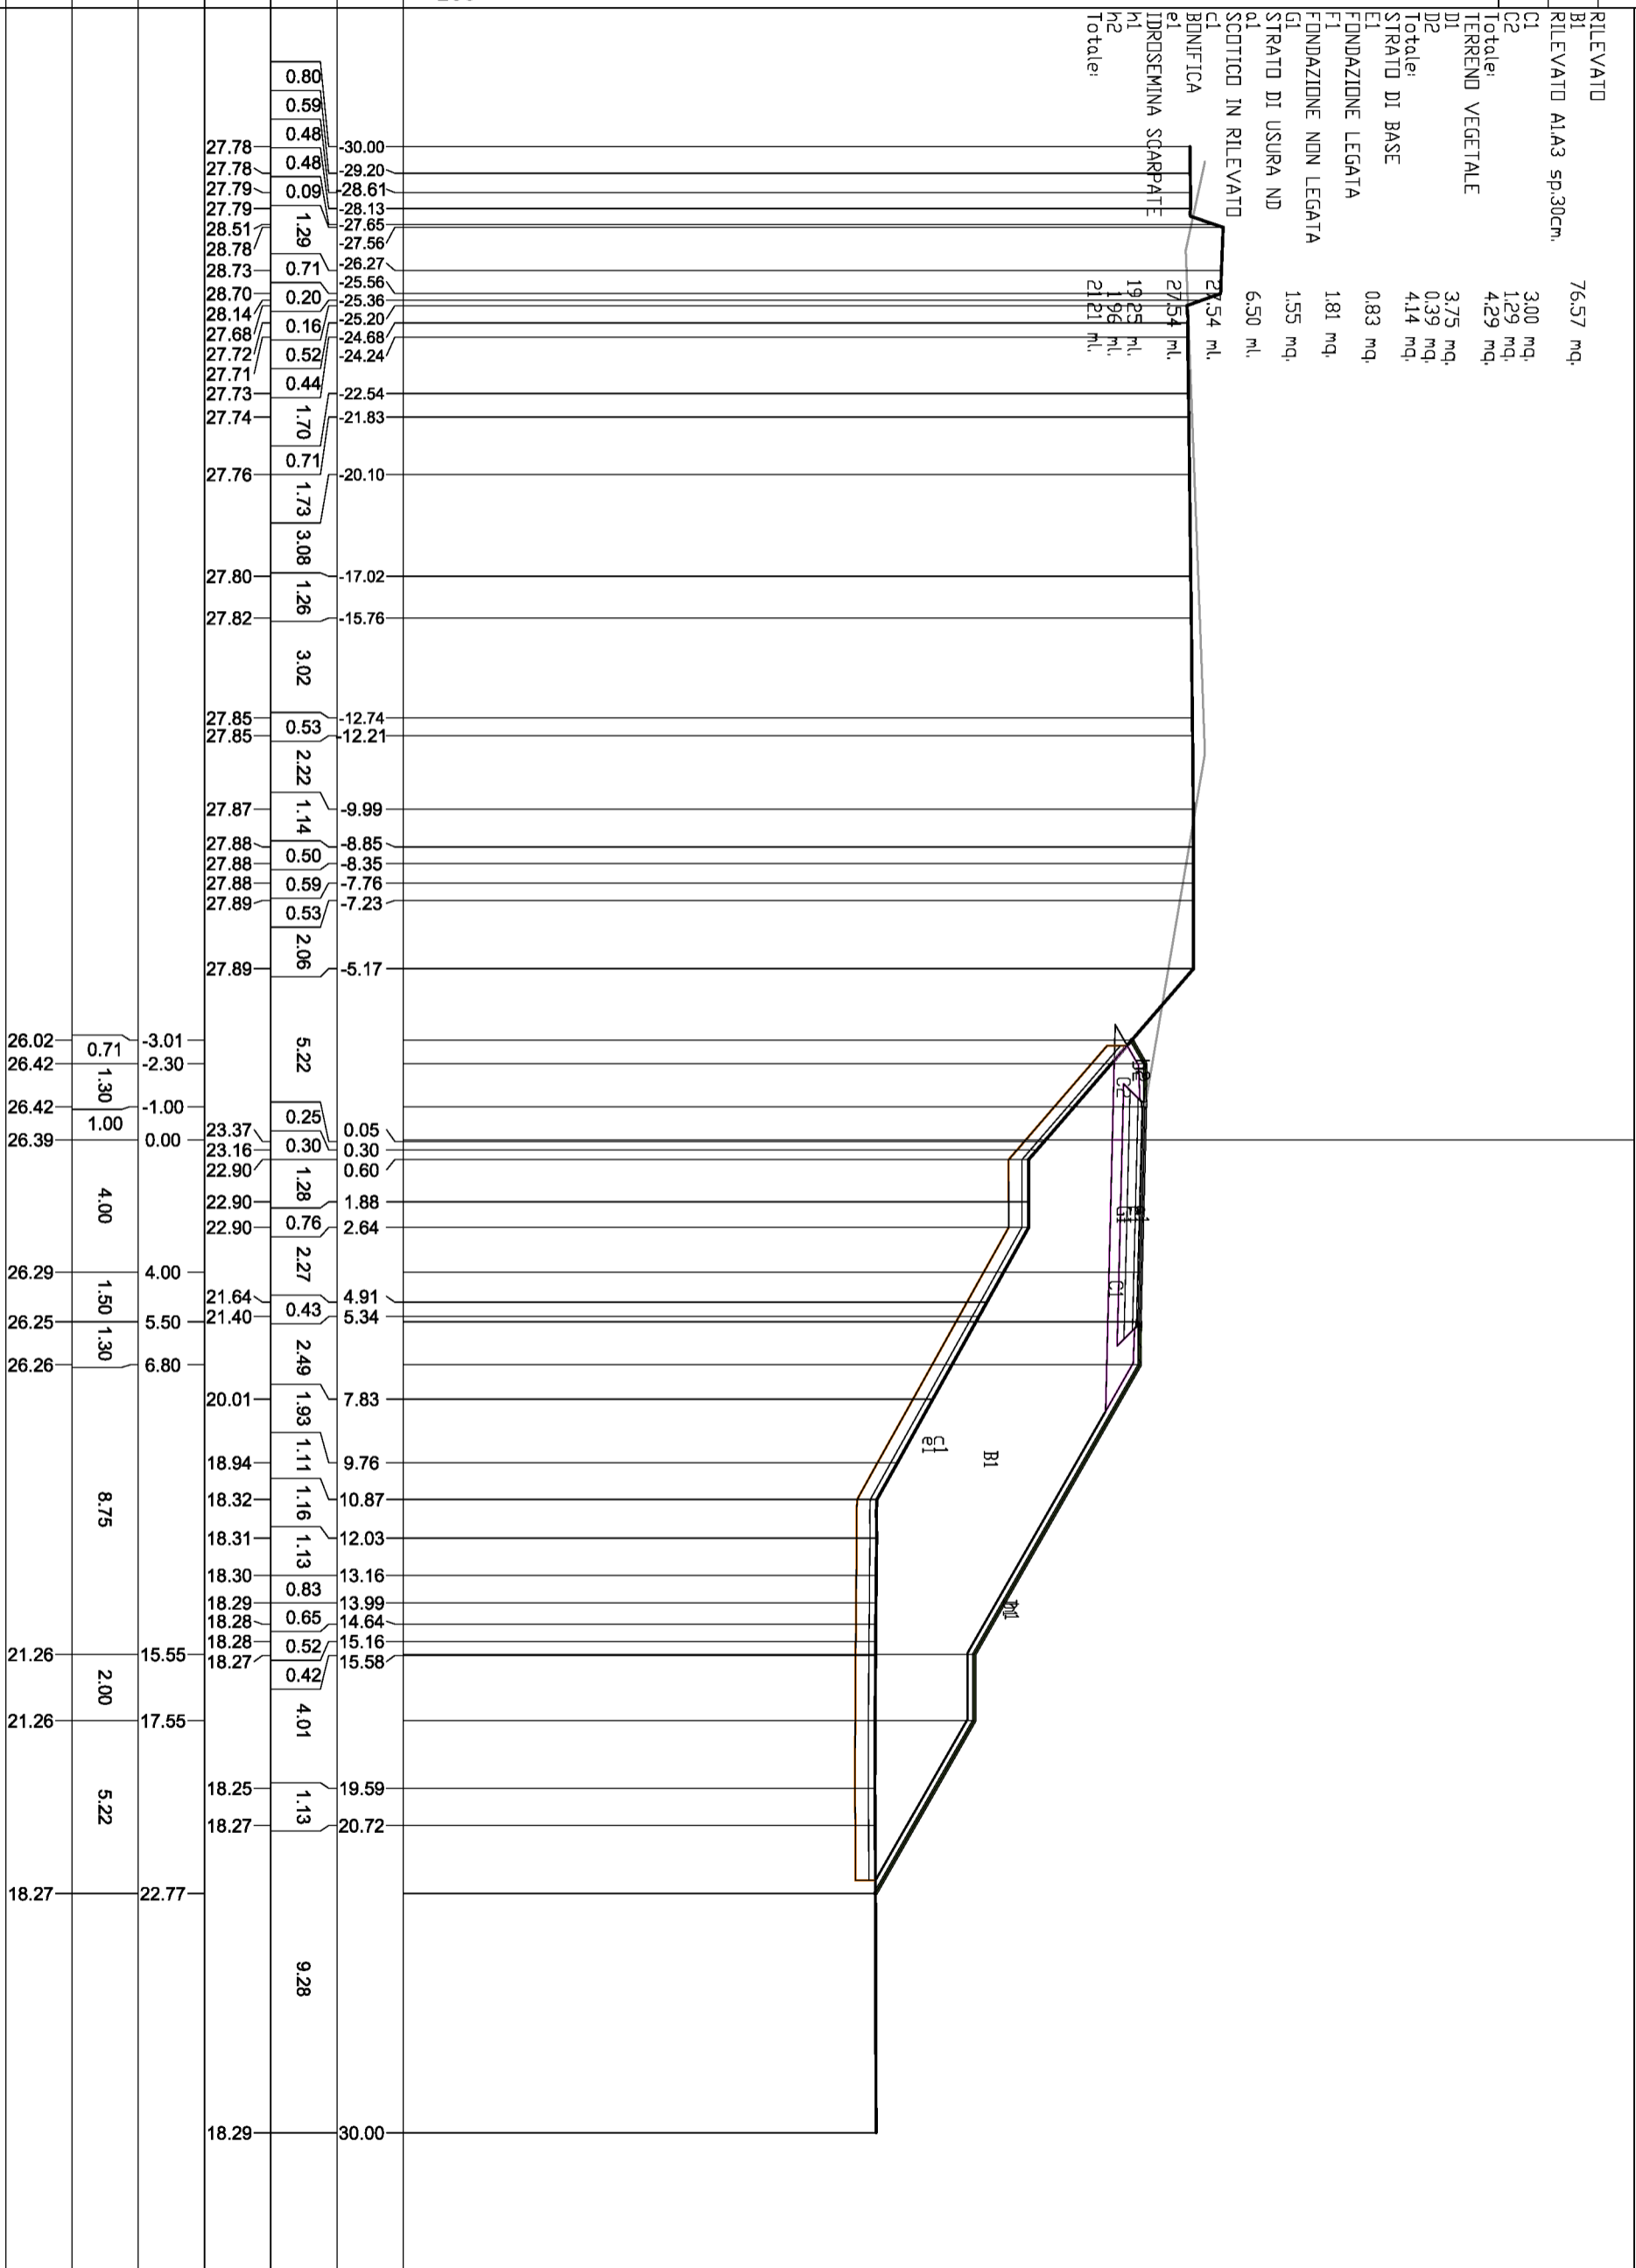 RILEVATO
B1 76.57 mq.
RILEVATO A1.A3 sp.30cm.
C1 3.00 mq.
C2 1.29 mq.
Totale: 4.29 mq.
TERRENO VEGETALE
D1 3.75 mq.
D2 0.39 mq.
Totale: 4.14 mq.
STRATO DI BASE
E1 0.83 mq.
FONDAZIONE LEGATA
F1 1.81 mq.
FONDAZIONE NON LEGATA
G1 1.55 mq.
STRATO DI USURA ND
a1 6.50 ml.
SCOTICO IN RILEVATO
c1 27.54 ml.
BONIFICA
e1 27.54 ml.
IDROSEMINA SCARPATE
h1 19.25 ml.
h2 1.96 ml.
Totale: 21.21 ml.
C2
G1
C1
B1
c1
e1
-30.00 -29.20 -28.61 -28.13 -27.65 -27.56 -26.27 -25.56 -25.36 -25.20 -24.68 -24.24 -22.54 -21.83 -20.10 -17.02 -15.76 -12.74 -12.21 -9.99 -8.85 -8.35 -7.76 -7.23 -5.17 0.05 0.30 0.60 1.88 2.64 4.91 5.34 7.83 9.76 10.87 12.03 13.16 13.99 14.64 15.16 15.58 19.59 20.72 30.00
0.80 0.59 0.48 0.48 0.09 1.29 0.71 0.20 0.16 0.52 0.44 1.70 0.71 1.73 3.08 1.26 3.02 0.53 2.22 1.14 0.50 0.59 0.53 2.06 5.22 0.25 0.30 1.28 0.76 2.27 0.43 2.49 1.93 1.11 1.16 1.13 0.83 0.65 0.52 0.42 4.01 1.13 9.28
27.78 27.78 27.79 27.79 28.51 28.78 28.73 28.70 28.14 27.68 27.72 27.71 27.73 27.74 27.76 27.80 27.82 27.85 27.85 27.87 27.88 27.88 27.88 27.89 27.89 23.37 23.16 22.90 22.90 22.90 21.64 21.40 20.01 18.94 18.32 18.31 18.30 18.29 18.28 18.28 18.27 18.25 18.27 18.29
-3.01 -2.30 -1.00 0.00 4.00 5.50 6.80 15.55 17.55 22.77
0.71 1.30 1.00 4.00 1.50 1.30 8.75 2.00 5.22
26.02 26.42 26.42 26.39 26.29 26.25 26.26 21.26 21.26 18.27